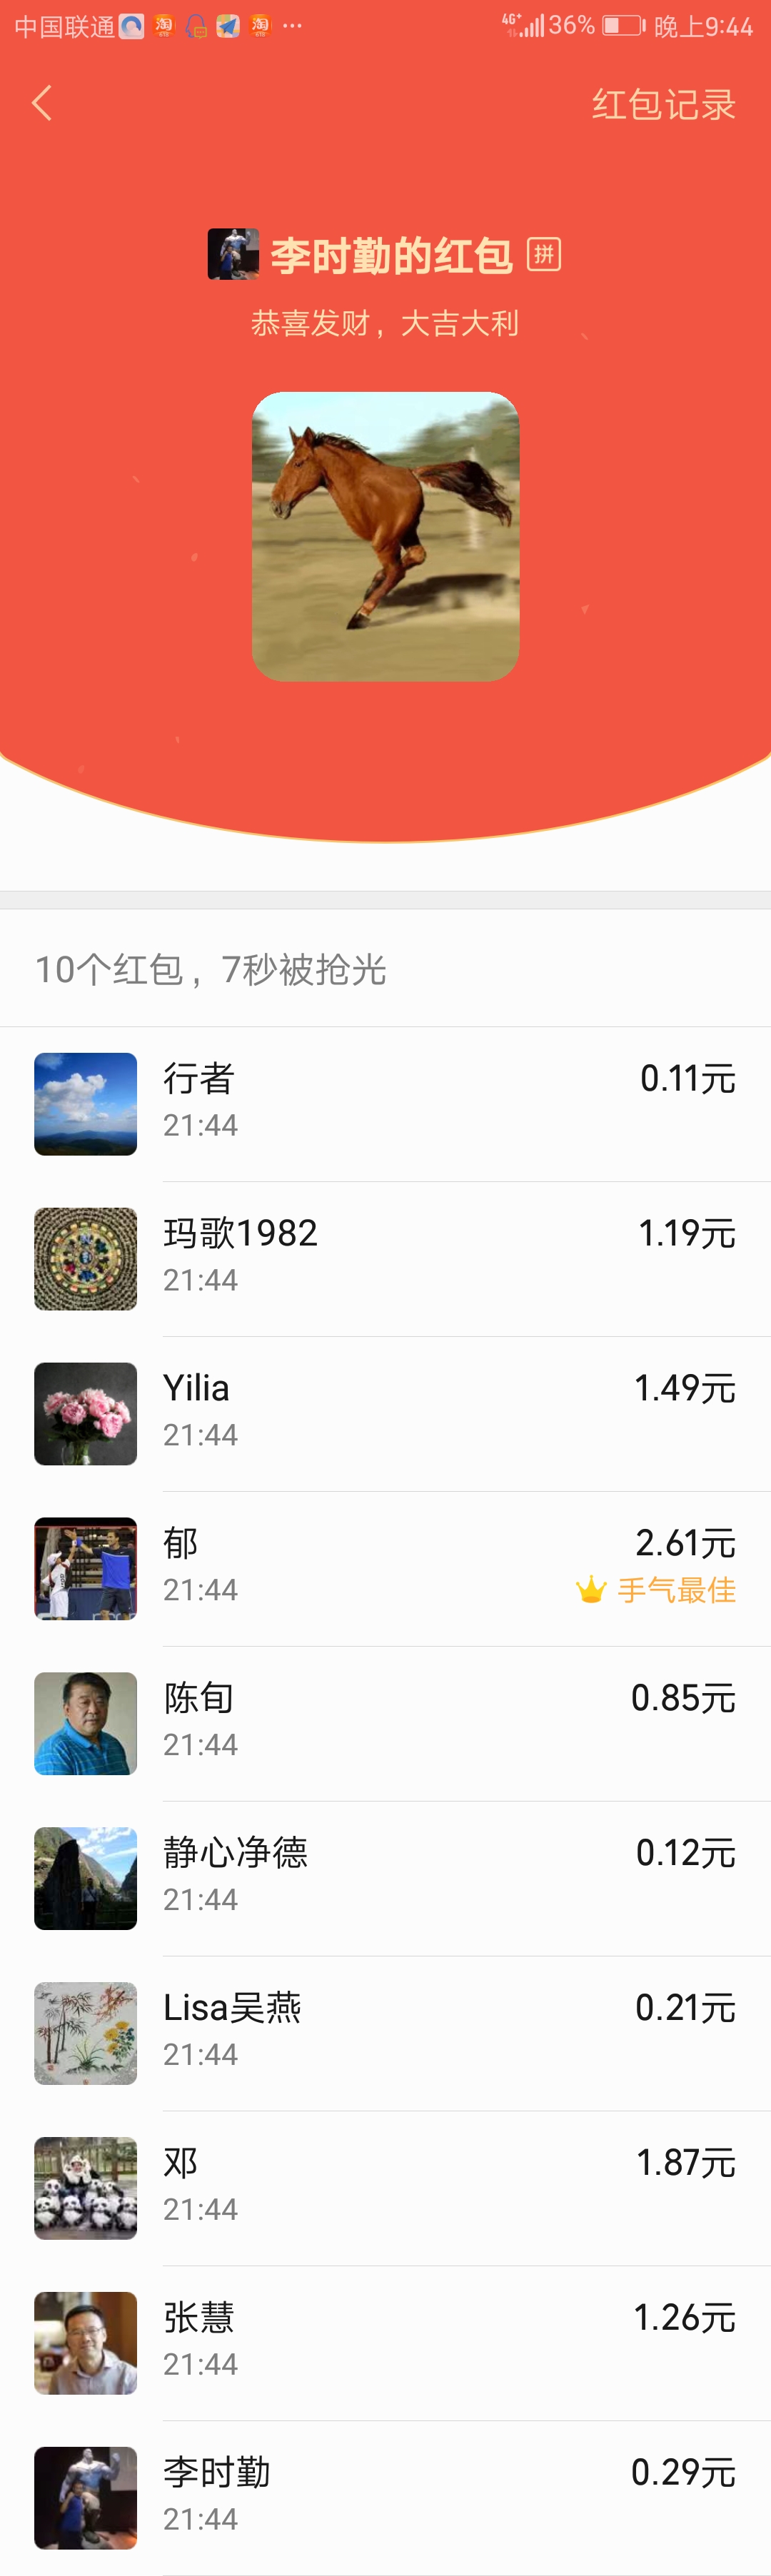 中国联通 淘 淘 ... 4G+ 36% 晚上9:44
红包记录
李时勤的红包 拼
恭喜发财，大吉大利
10个红包，7秒被抢光
行者 0.11元
21:44
玛歌1982 1.19元
21:44
Yilia 1.49元
21:44
郁 2.61元
21:44 手气最佳
陈旬 0.85元
21:44
静心净德 0.12元
21:44
Lisa吴燕 0.21元
21:44
邓 1.87元
21:44
张慧 1.26元
21:44
李时勤 0.29元
21:44